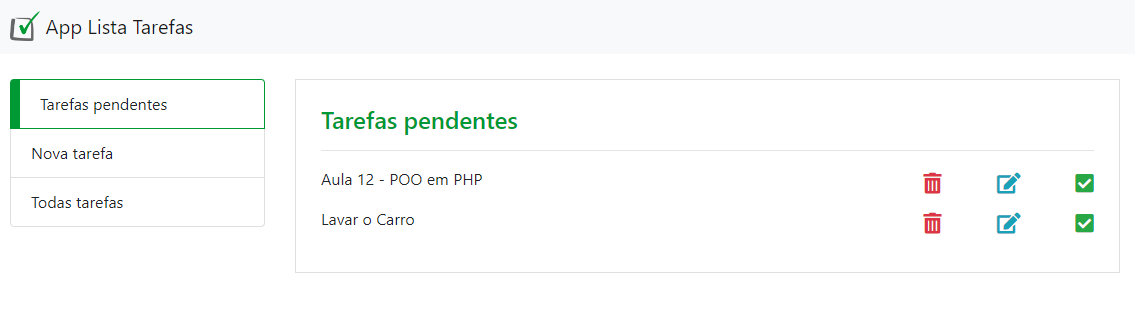 App Lista Tarefas
Tarefas pendentes
Nova tarefa
Todas tarefas
Tarefas pendentes
Aula 12 - POO em PHP
Lavar o Carro